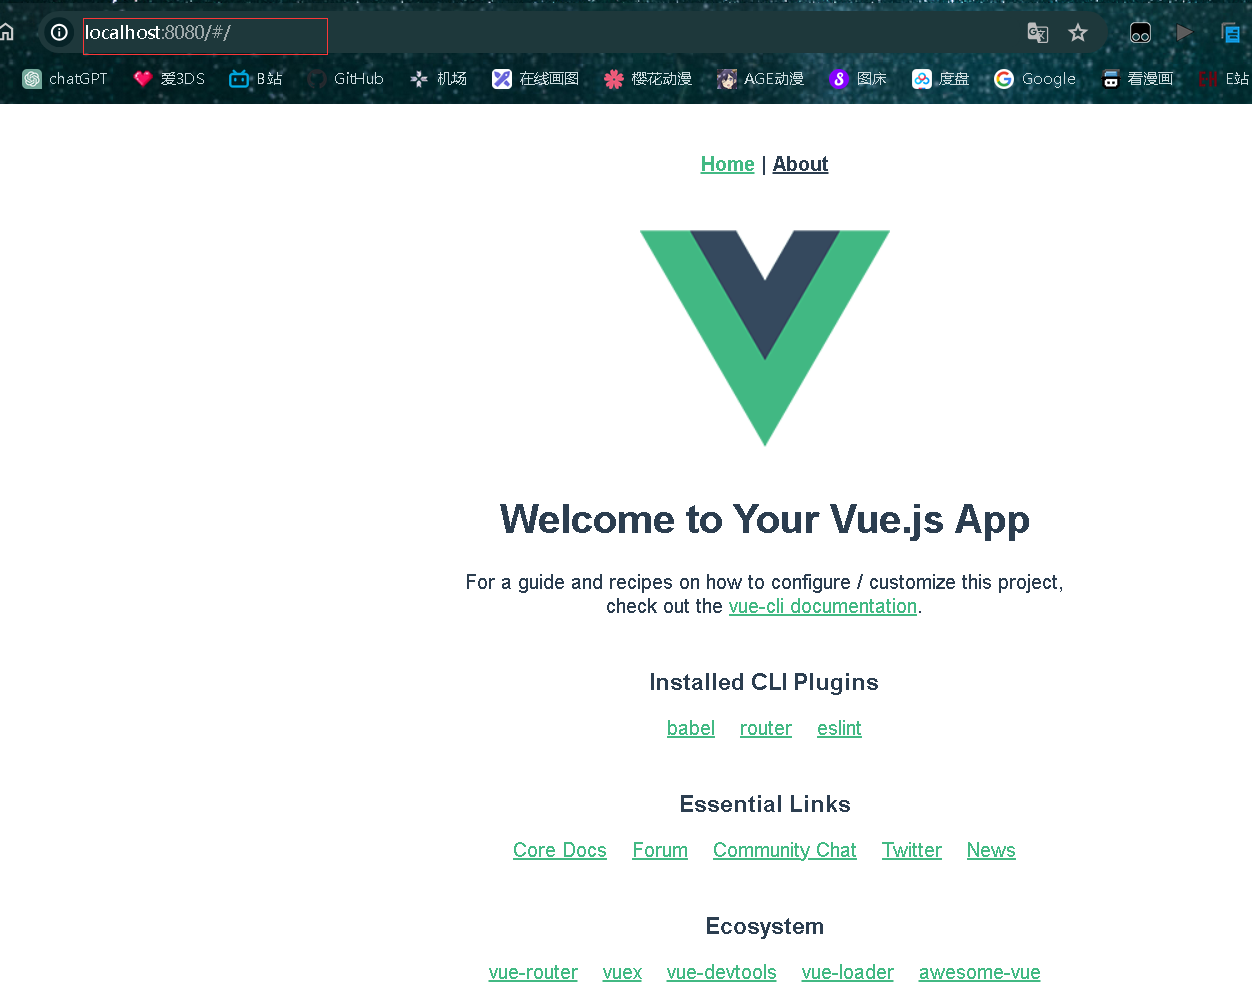 localhost:8080/#/
chatGPT 爱3DS B站 GitHub 机场 在线画图 樱花动漫 AGE动漫 图床 度盘 Google 看漫画 E站
Home | About
Welcome to Your Vue.js App
For a guide and recipes on how to configure / customize this project,
check out the vue-cli documentation.
Installed CLI Plugins
babel router eslint
Essential Links
Core Docs Forum Community Chat Twitter News
Ecosystem
vue-router vuex vue-devtools vue-loader awesome-vue